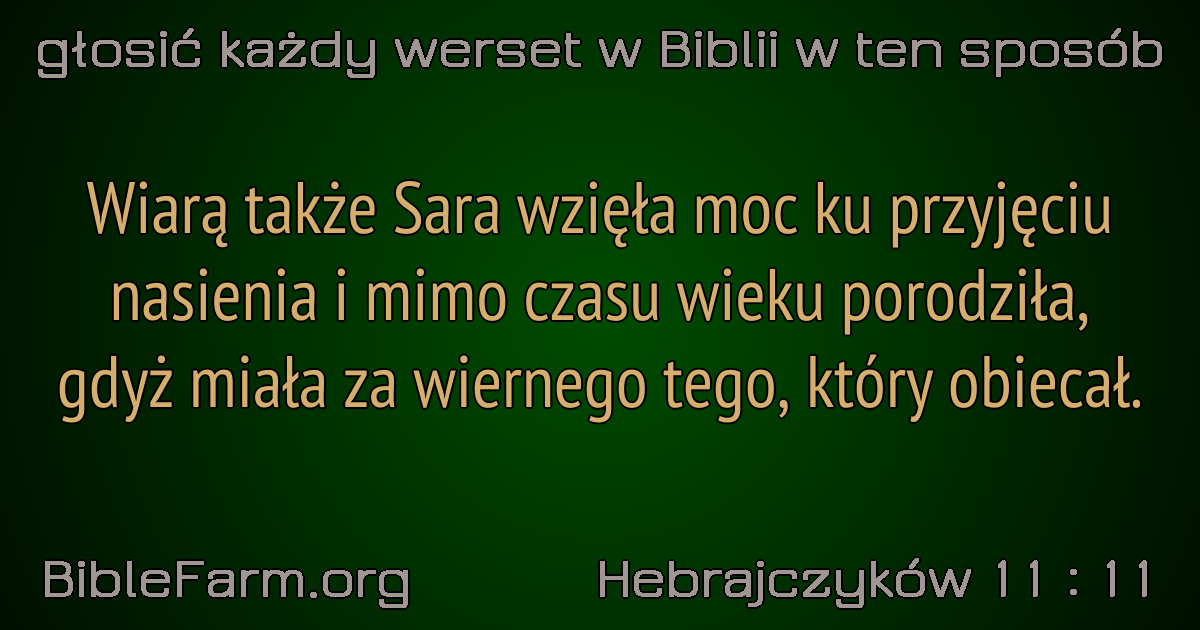 głosić każdy werset w Biblii w ten sposób
Wiarą także Sara wzięła moc ku przyjęciu
nasienia i mimo czasu wieku porodziła,
gdyż miała za wiernego tego, który obiecał.
BibleFarm.org
Hebrajczyków 11 : 11